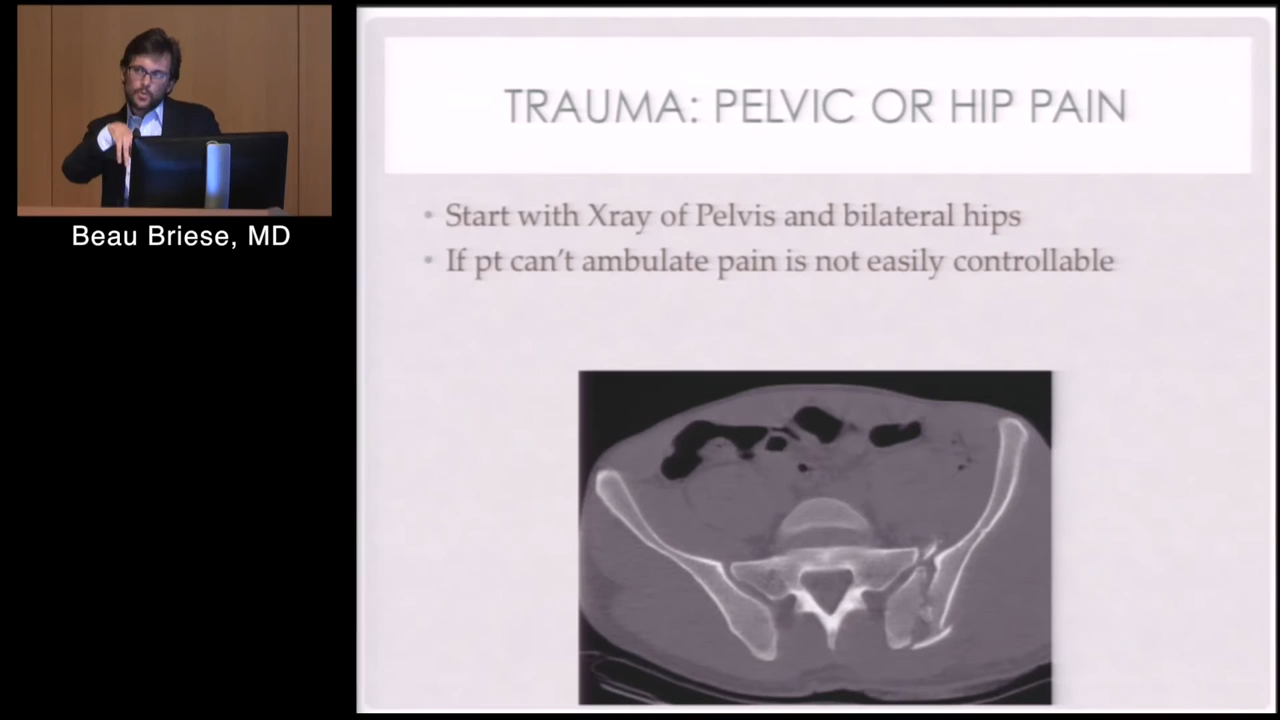 TRAUMA: PELVIC OR HIP PAIN
• Start with Xray of Pelvis and bilateral hips
• If pt can't ambulate pain is not easily controllable
Beau Briese, MD